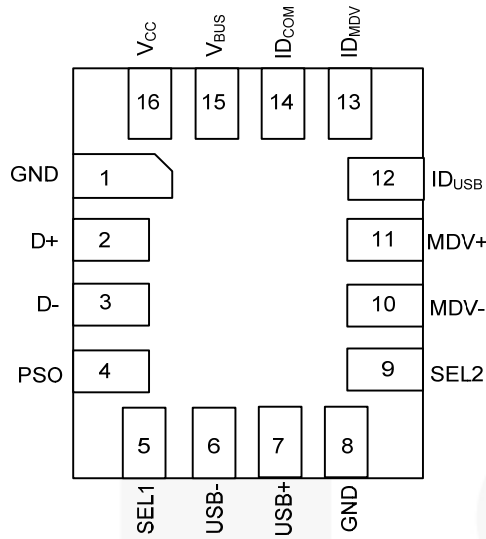 VCC VBUS IDCOM IDMDV
16 15 14 13
GND 1 12 IDUSB
D+ 2 11 MDV+
D- 3 10 MDV-
PSO 4 9 SEL2
5 6 7 8
SEL1 USB- USB+ GND